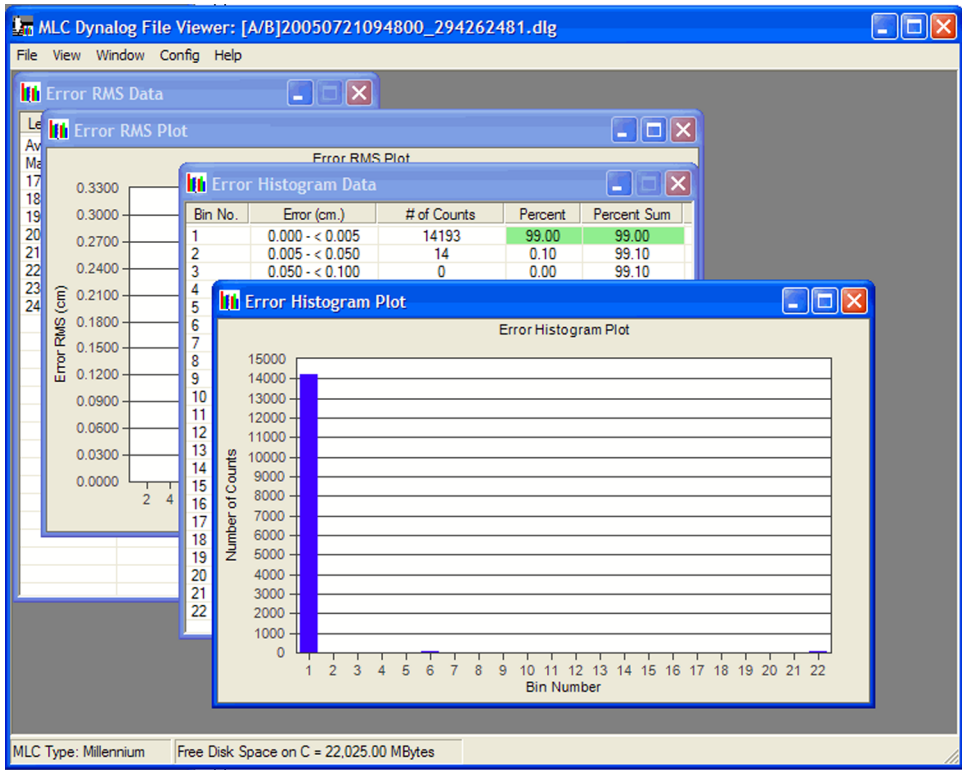 MLC Dynalog File Viewer: [A/B]20050721094800_294262481.dlg
File View Window Config Help
Error RMS Data
Le
Av
Ma
17
18
19
20
21
22
23
24
Error RMS Plot
Error RMS Plot
Error RMS (cm)
0.3300
0.3000
0.2700
0.2400
0.2100
0.1800
0.1500
0.1200
0.0900
0.0600
0.0300
0.0000
2 4
Error Histogram Data
Bin No. Error (cm.) # of Counts Percent Percent Sum
1 0.000 - < 0.005 14193 99.00 99.00
2 0.005 - < 0.050 14 0.10 99.10
3 0.050 - < 0.100 0 0.00 99.10
4
5
6
7
8
9
10
11
12
13
14
15
16
17
18
19
20
21
22
Error Histogram Plot
Error Histogram Plot
Number of Counts
15000
14000
13000
12000
11000
10000
9000
8000
7000
6000
5000
4000
3000
2000
1000
0
1 2 3 4 5 6 7 8 9 10 11 12 13 14 15 16 17 18 19 20 21 22
Bin Number
MLC Type: Millennium Free Disk Space on C = 22,025.00 MBytes